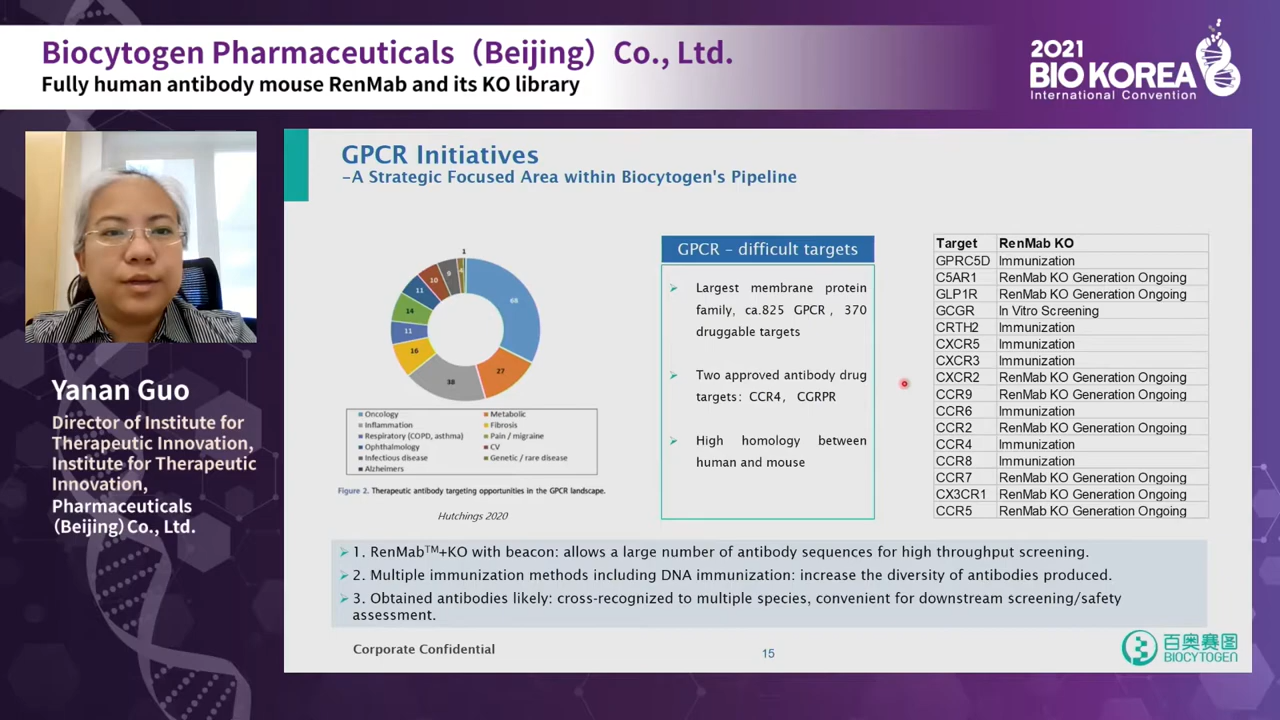 Biocytogen Pharmaceuticals（Beijing）Co., Ltd.
Fully human antibody mouse RenMab and its KO library
2021
BIO KOREA
International Convention
Yanan Guo
Director of Institute for
Therapeutic Innovation,
Institute for Therapeutic
Innovation,
Pharmaceuticals
（Beijing）Co., Ltd.
GPCR Initiatives
-A Strategic Focused Area within Biocytogen's Pipeline
1
68
27
38
16
11
14
11
10
9
4
Oncology
Metabolic
Inflammation
Fibrosis
Respiratory (COPD, asthma)
Pain / migraine
Ophthalmology
CV
Infectious disease
Genetic / rare disease
Alzheimers
Figure 2. Therapeutic antibody targeting opportunities in the GPCR landscape.
Hutchings 2020
GPCR – difficult targets
Largest membrane protein
family, ca.825 GPCR , 370
druggable targets
Two approved antibody drug
targets: CCR4, CGRPR
High homology between
human and mouse
Target RenMab KO
GPRC5D Immunization
C5AR1 RenMab KO Generation Ongoing
GLP1R RenMab KO Generation Ongoing
GCGR In Vitro Screening
CRTH2 Immunization
CXCR5 Immunization
CXCR3 Immunization
CXCR2 RenMab KO Generation Ongoing
CCR9 RenMab KO Generation Ongoing
CCR6 Immunization
CCR2 RenMab KO Generation Ongoing
CCR4 Immunization
CCR8 Immunization
CCR7 RenMab KO Generation Ongoing
CX3CR1 RenMab KO Generation Ongoing
CCR5 RenMab KO Generation Ongoing
1. RenMab™+KO with beacon: allows a large number of antibody sequences for high throughput screening.
2. Multiple immunization methods including DNA immunization: increase the diversity of antibodies produced.
3. Obtained antibodies likely: cross-recognized to multiple species, convenient for downstream screening/safety
assessment.
Corporate Confidential
15
百奥赛图
BIOCYTOGEN